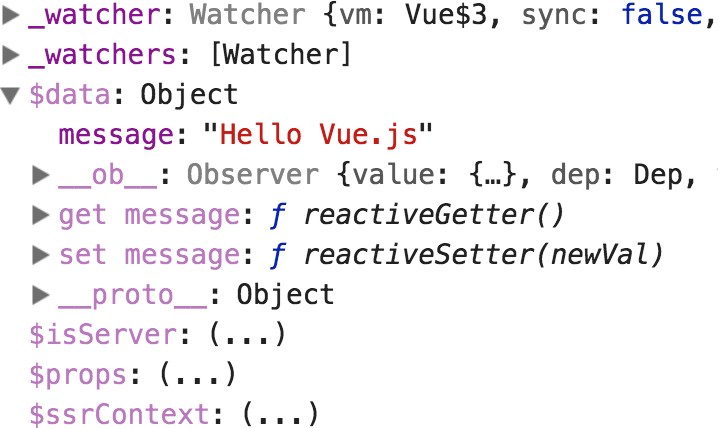 ▶_watcher: Watcher {vm: Vue$3, sync: false,
▶_watchers: [Watcher]
▼$data: Object
message: "Hello Vue.js"
▶__ob__: Observer {value: {…}, dep: Dep,
▶get message: ƒ reactiveGetter()
▶set message: ƒ reactiveSetter(newVal)
▶__proto__: Object
$isServer: (...)
$props: (...)
$ssrContext: (...)